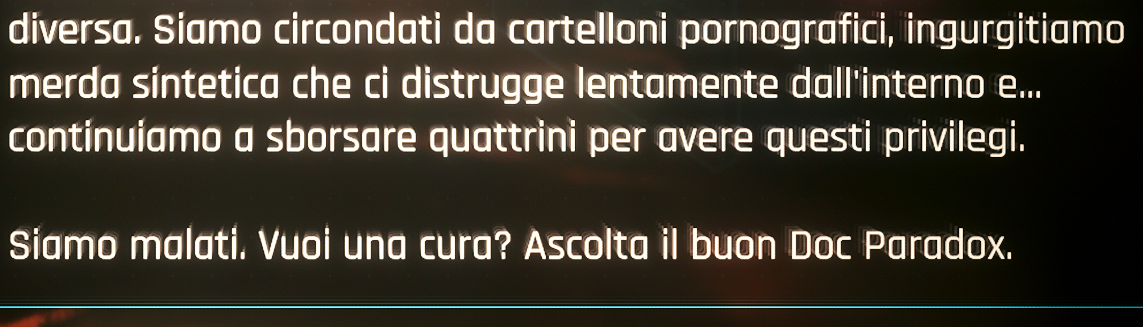 diversa. Siamo circondati da cartelloni pornografici, ingurgitiamo
merda sintetica che ci distrugge lentamente dall'interno e...
continuiamo a sborsare quattrini per avere questi privilegi.
Siamo malati. Vuoi una cura? Ascolta il buon Doc Paradox.